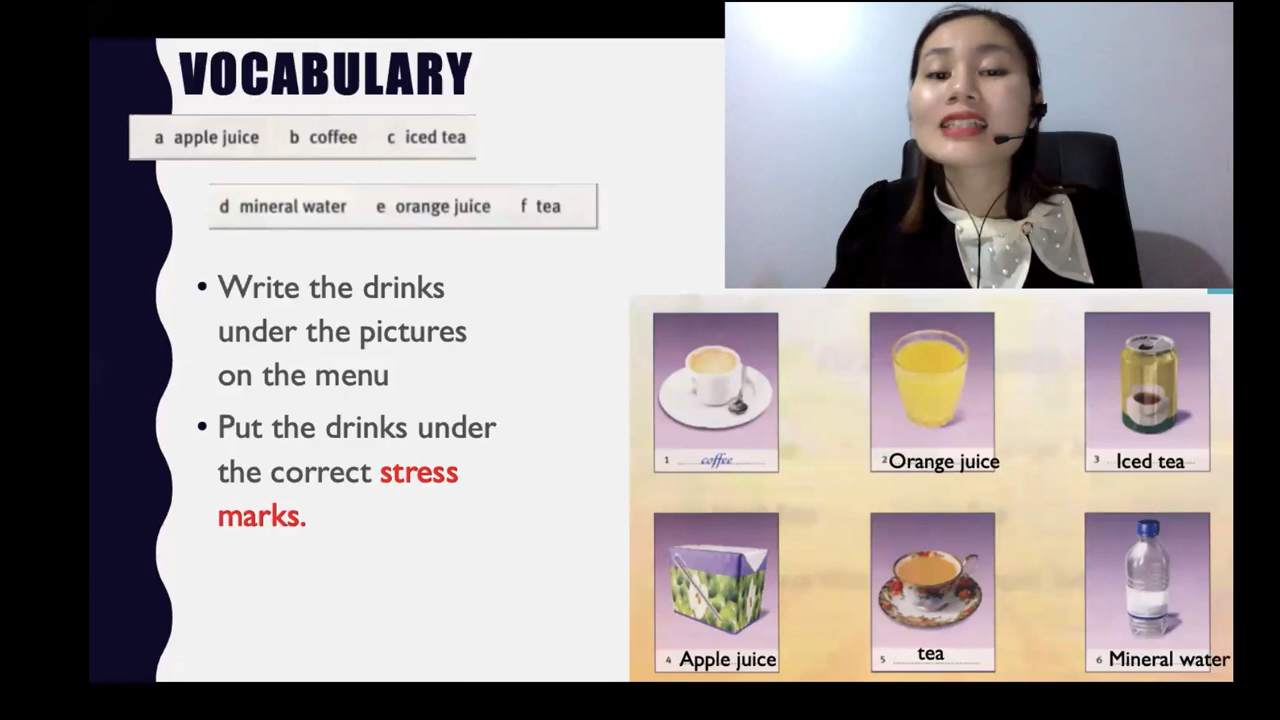 VOCABULARY
a apple juice b coffee c iced tea
d mineral water e orange juice f tea
• Write the drinks
under the pictures
on the menu
• Put the drinks under
the correct stress
marks.
1 coffee
2 Orange juice
3 Iced tea
4 Apple juice
5 tea
6 Mineral water